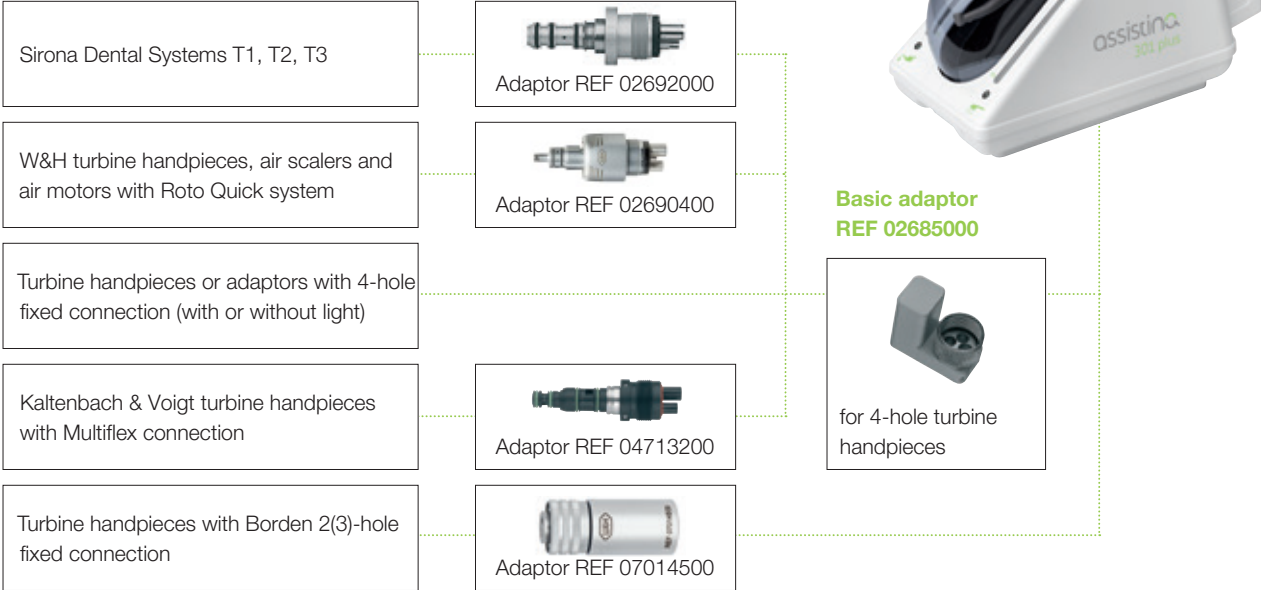 Sirona Dental Systems T1, T2, T3
Adaptor REF 02692000
assistina
301 plus
W&H turbine handpieces, air scalers and
air motors with Roto Quick system
Adaptor REF 02690400
Basic adaptor
REF 02685000
Turbine handpieces or adaptors with 4-hole
fixed connection (with or without light)
for 4-hole turbine
handpieces
Kaltenbach & Voigt turbine handpieces
with Multiflex connection
Adaptor REF 04713200
Turbine handpieces with Borden 2(3)-hole
fixed connection
Adaptor REF 07014500